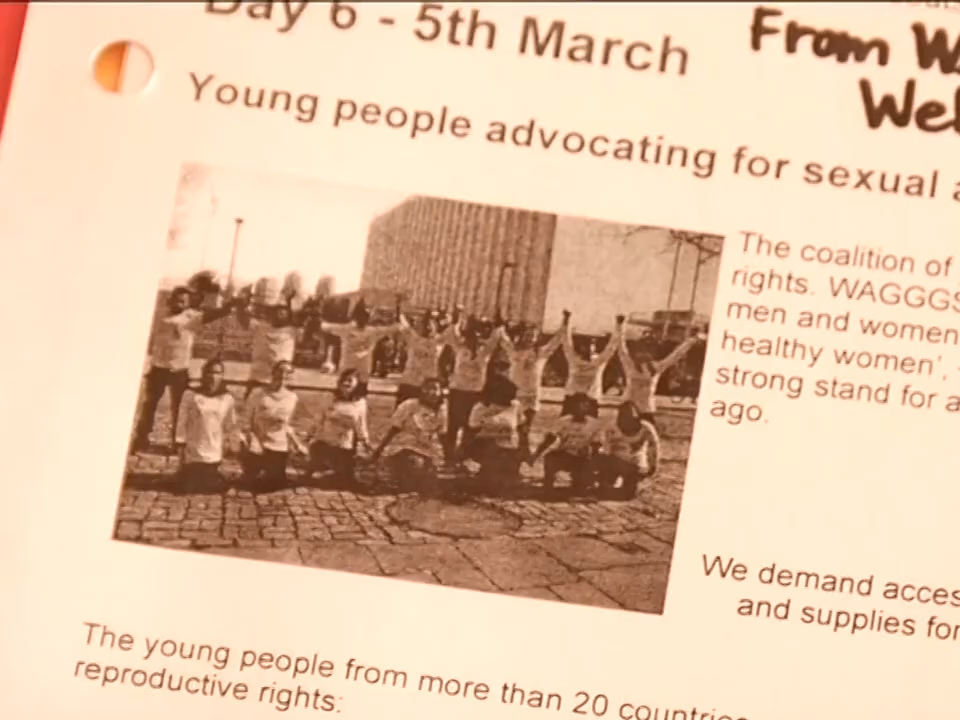 Day 6 - 5th March
From
Young people advocating for sexual
The coalition of
rights. WAGGGS
men and women
healthy women',
strong stand for a
ago.
We demand
and supplies for
The young people from more than 20 countries
reproductive rights: